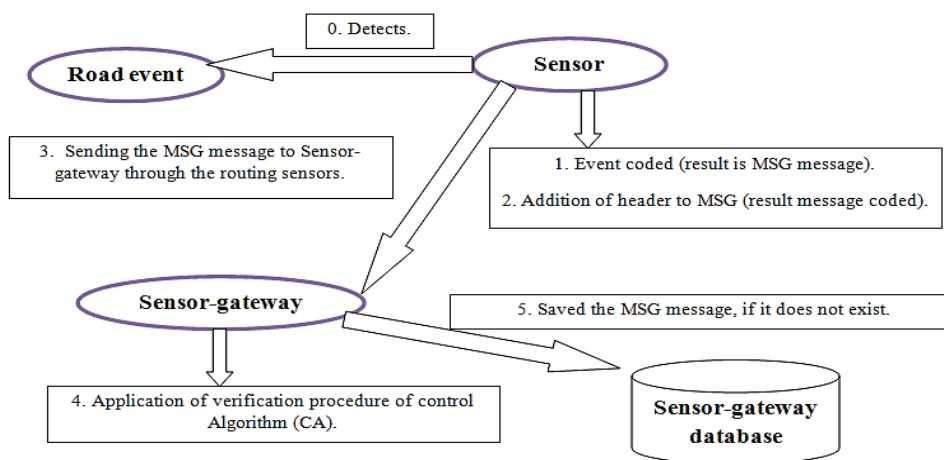 0. Detects.
Road event
Sensor
3. Sending the MSG message to Sensor-
gateway through the routing sensors.
1. Event coded (result is MSG message).
2. Addition of header to MSG (result message coded).
Sensor-gateway
5. Saved the MSG message, if it does not exist.
4. Application of verification procedure of control
Algorithm (CA).
Sensor-gateway
database